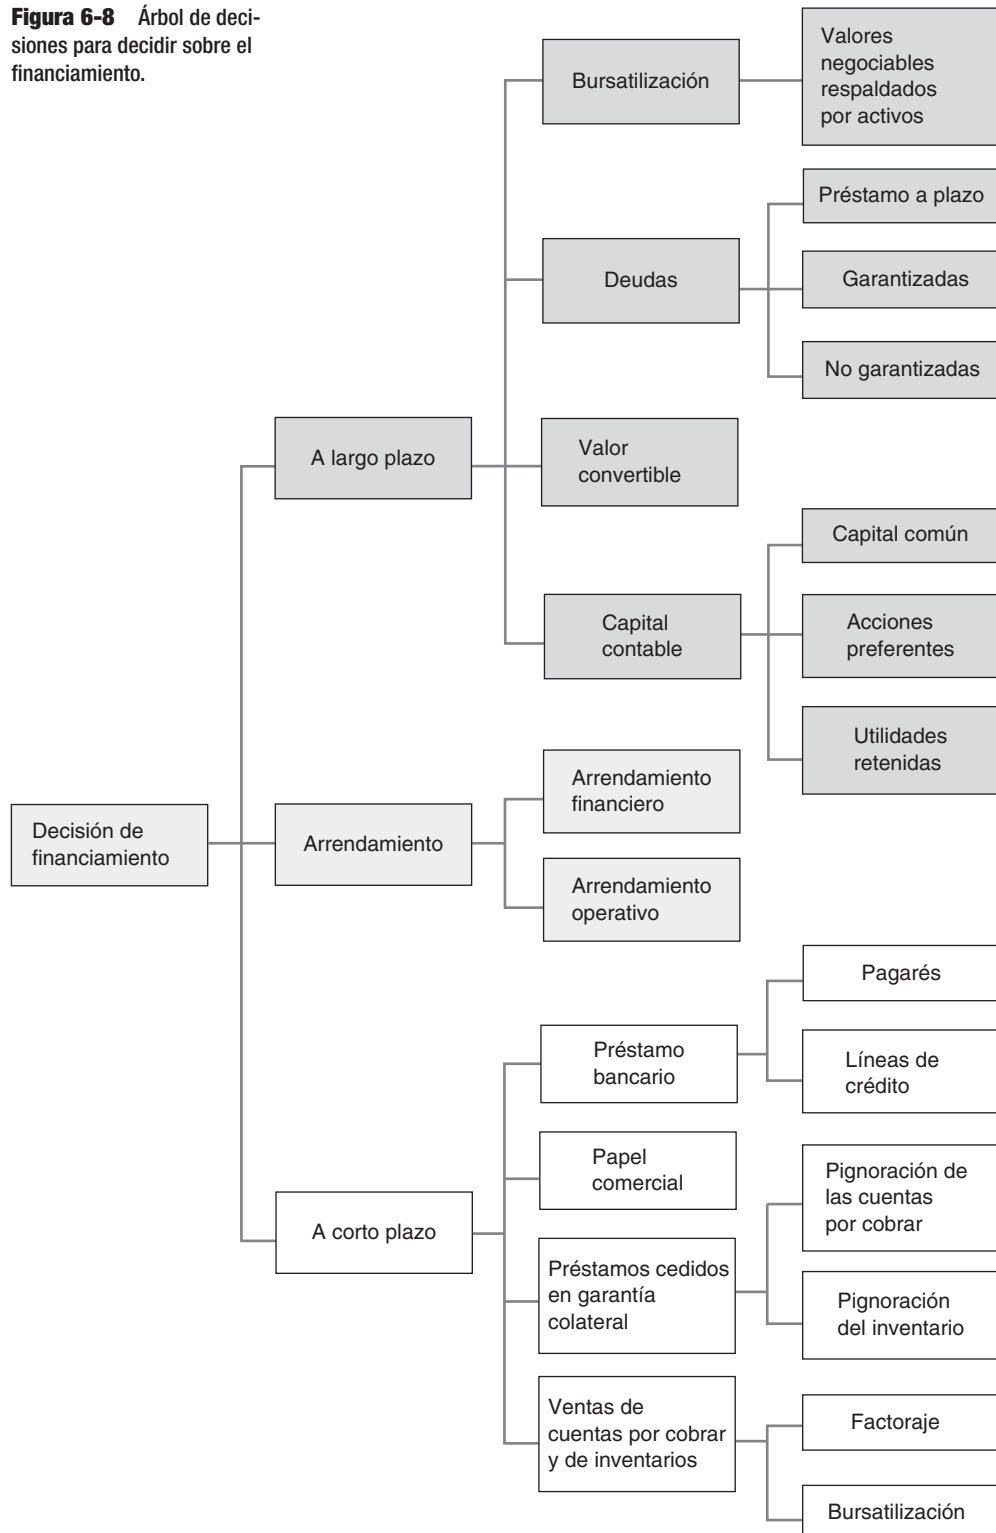 Figura 6-8 Árbol de deci-
siones para decidir sobre el
financiamiento.
Bursatilización
Valores
negociables
respaldados
por activos
Préstamo a plazo
Deudas
Garantizadas
No garantizadas
A largo plazo
Valor
convertible
Capital común
Capital
contable
Acciones
preferentes
Utilidades
retenidas
Arrendamiento
financiero
Decisión de
financiamiento
Arrendamiento
Arrendamiento
operativo
Pagarés
Préstamo
bancario
Líneas de
crédito
Papel
comercial
Pignoración de
las cuentas
por cobrar
A corto plazo
Préstamos cedidos
en garantía
colateral
Pignoración
del inventario
Ventas de
cuentas por cobrar
y de inventarios
Factoraje
Bursatilización